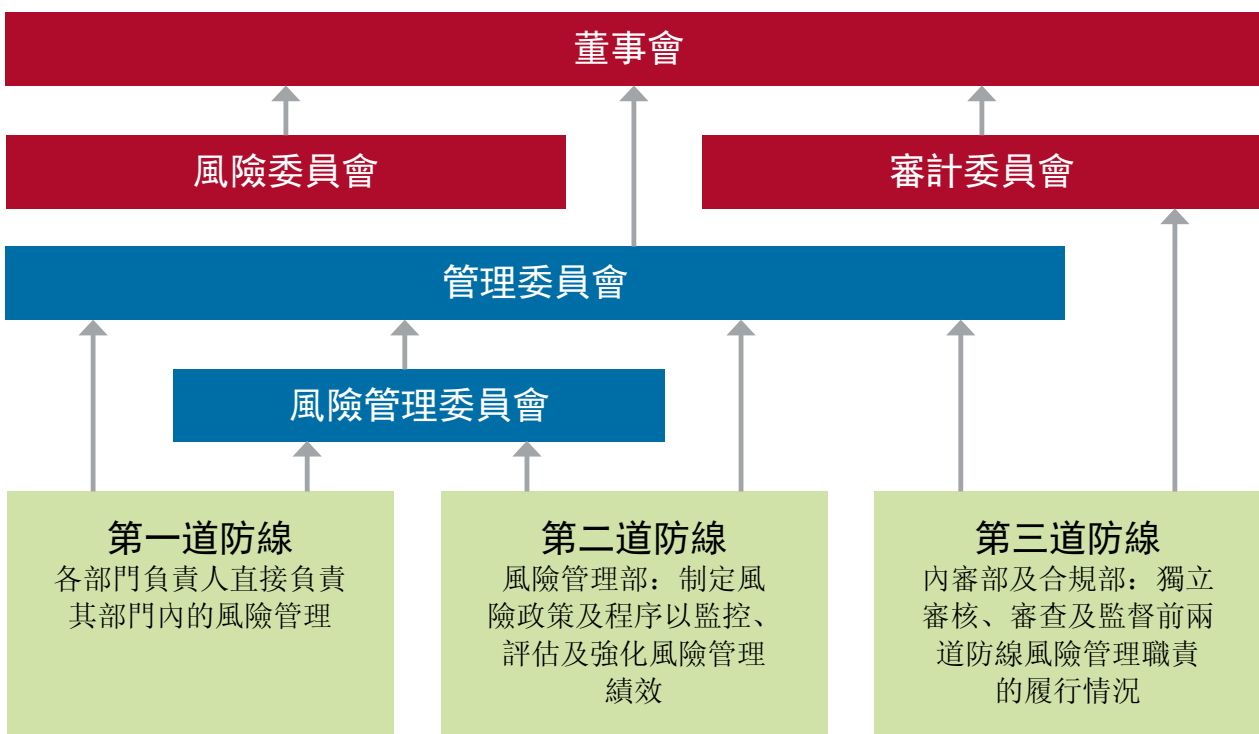 董事會
風險委員會
審計委員會
管理委員會
風險管理委員會
第一道防線
各部門負責人直接負責
其部門內的風險管理
第二道防線
風險管理部：制定風
險政策及程序以監控、
評估及強化風險管理
績效
第三道防線
內審部及合規部：獨立
審核、審查及監督前兩
道防線風險管理職責
的履行情況